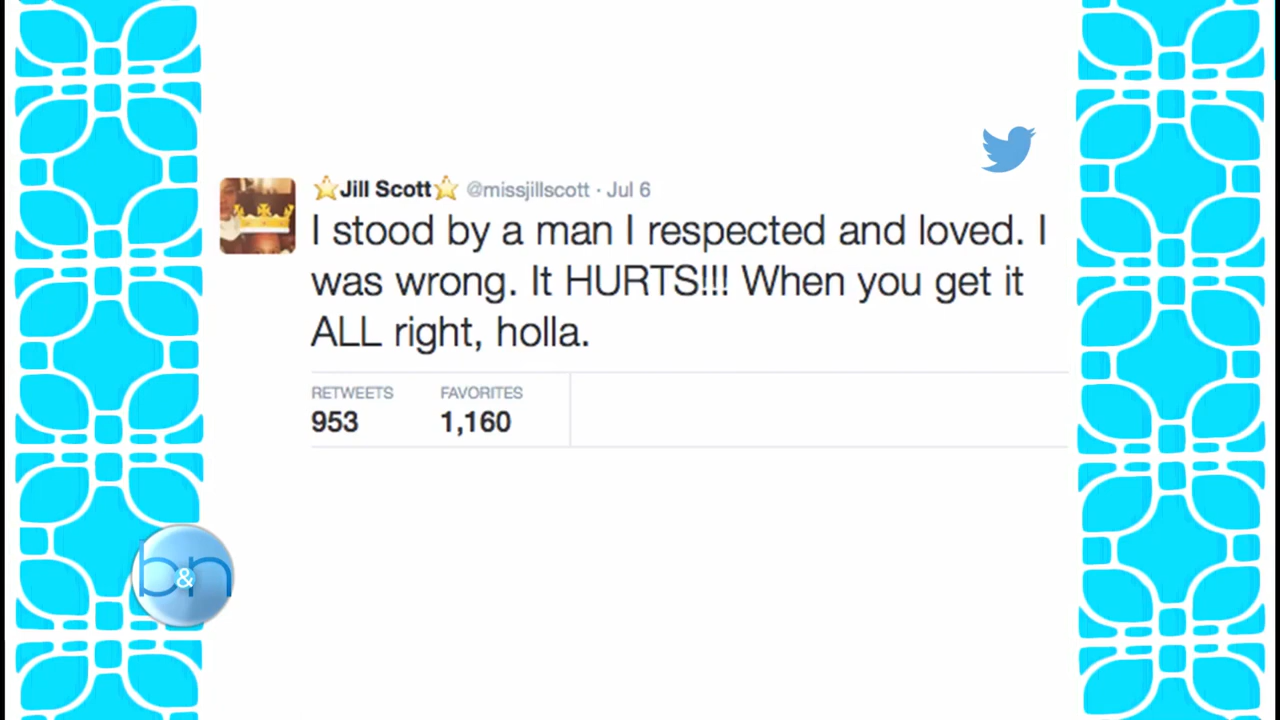 ⭐Jill Scott⭐ @missjillscott · Jul 6
I stood by a man I respected and loved. I
was wrong. It HURTS!!! When you get it
ALL right, holla.
RETWEETS FAVORITES
953 1,160
b&n